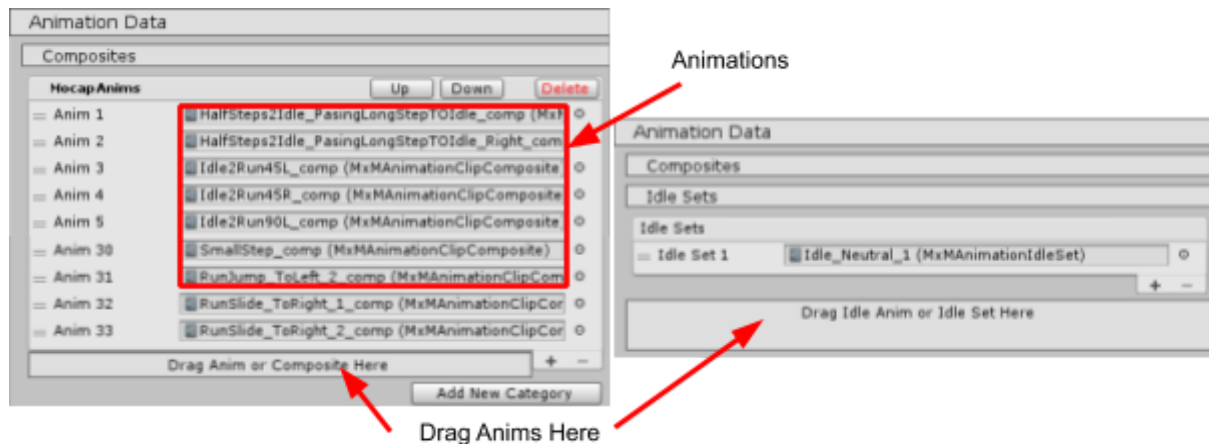 Animation Data
Composites
MocapAnims Up Down Delete
Anim 1 HalfSteps2Idle_PasingLongStepTOIdle_comp (MxM
Anim 2 HalfSteps2Idle_PasingLongStepTOIdle_Right_com
Anim 3 Idle2Run45L_comp (MxMAnimationClipComposite
Anim 4 Idle2Run45R_comp (MxMAnimationClipComposite
Anim 5 Idle2Run90L_comp (MxMAnimationClipComposite
Anim 30 SmallStep_comp (MxMAnimationClipComposite)
Anim 31 RunJump_ToLeft_2_comp (MxMAnimationClipCom
Anim 32 RunSlide_ToRight_1_comp (MxMAnimationClipCor
Anim 33 RunSlide_ToRight_2_comp (MxMAnimationClipCor
Drag Anim or Composite Here + −
Add New Category
Animations
Animation Data
Composites
Idle Sets
Idle Sets
Idle Set 1 Idle_Neutral_1 (MxMAnimationIdleSet)
+ −
Drag Idle Anim or Idle Set Here
Drag Anims Here